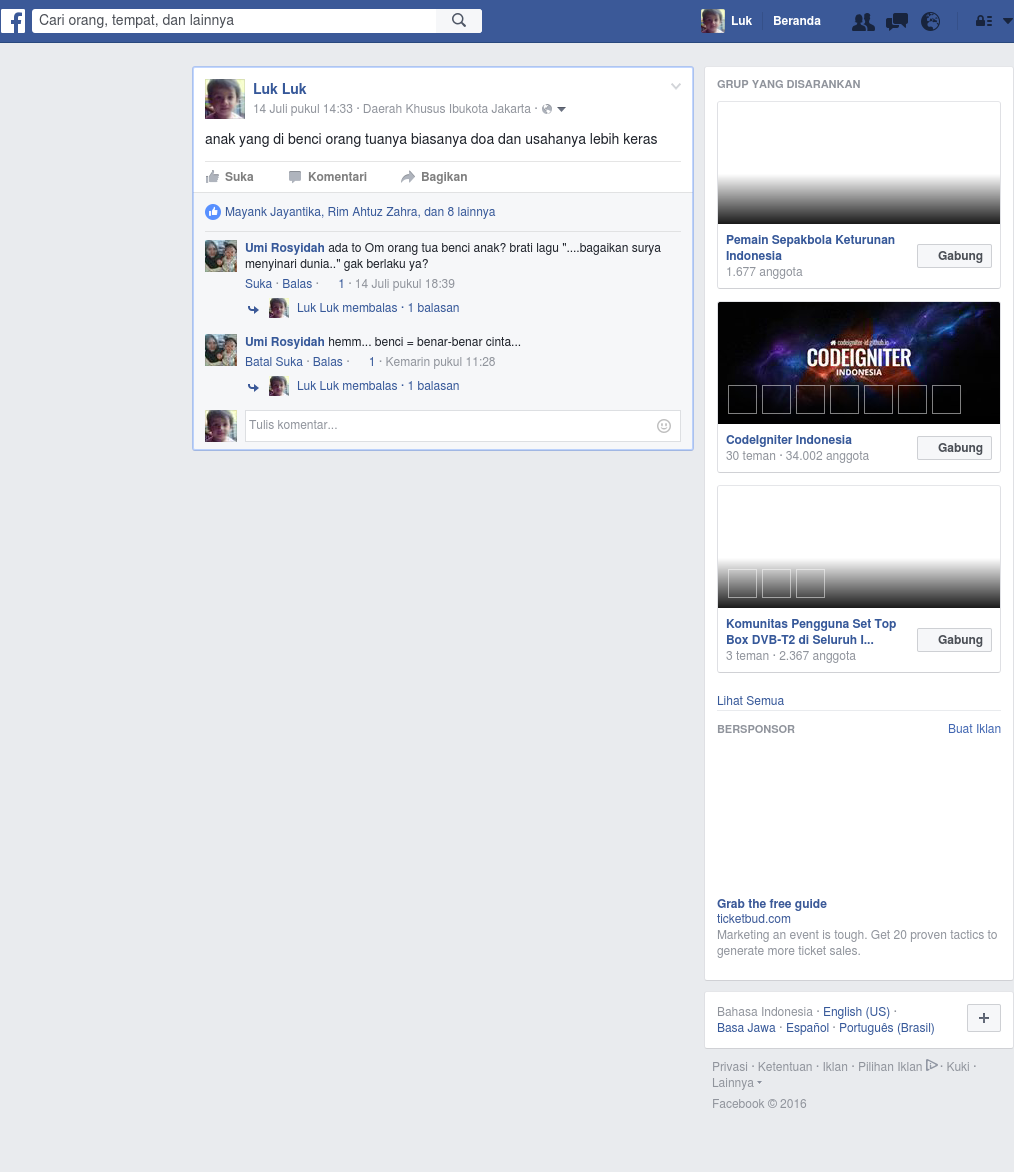 Cari orang, tempat, dan lainnya
Luk
Beranda
Luk Luk
14 Juli pukul 14:33 · Daerah Khusus Ibukota Jakarta ·
anak yang di benci orang tuanya biasanya doa dan usahanya lebih keras
Suka Komentari Bagikan
Mayank Jayantika, Rim Ahtuz Zahra, dan 8 lainnya
Umi Rosyidah ada to Om orang tua benci anak? brati lagu "....bagaikan surya
menyinari dunia.." gak berlaku ya?
Suka · Balas · 1 · 14 Juli pukul 18:39
Luk Luk membalas · 1 balasan
Umi Rosyidah hemm... benci = benar-benar cinta...
Batal Suka · Balas · 1 · Kemarin pukul 11:28
Luk Luk membalas · 1 balasan
Tulis komentar...
GRUP YANG DISARANKAN
Pemain Sepakbola Keturunan
Indonesia
1.677 anggota
Gabung
codeigniter-id.github.io
CODEIGNITER
INDONESIA
CodeIgniter Indonesia
30 teman · 34.002 anggota
Gabung
Komunitas Pengguna Set Top
Box DVB-T2 di Seluruh I...
3 teman · 2.367 anggota
Gabung
Lihat Semua
BERSPONSOR Buat Iklan
Grab the free guide
ticketbud.com
Marketing an event is tough. Get 20 proven tactics to
generate more ticket sales.
Bahasa Indonesia · English (US) ·
Basa Jawa · Español · Português (Brasil)
Privasi · Ketentuan · Iklan · Pilihan Iklan · Kuki ·
Lainnya
Facebook © 2016